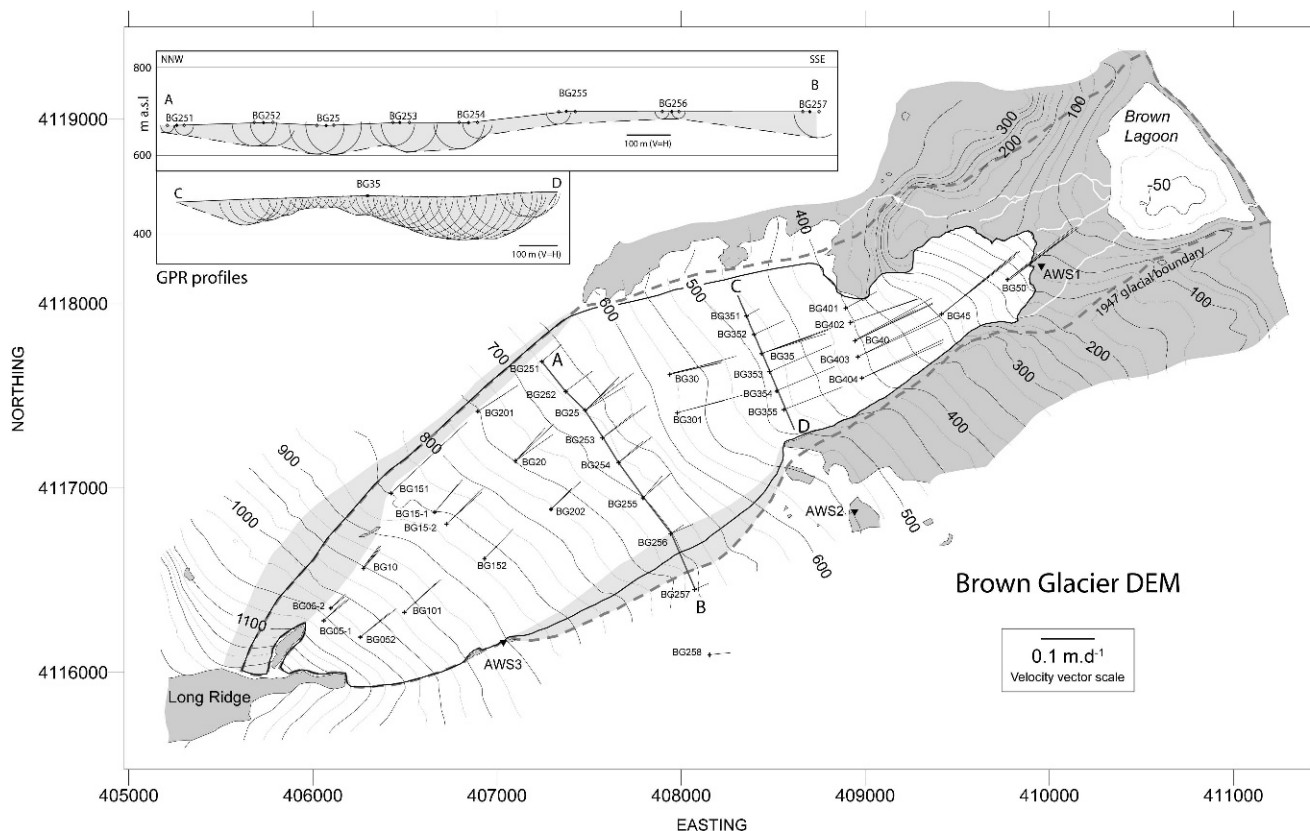 NNW
SSE
800
A
B
BG255
BG251
BG252
BG25
BG253
BG254
BG256
BG257
m a.s.l
600
100 m (V=H)
C
BG35
D
400
100 m (V=H)
GPR profiles
4119000
4118000
4117000
4116000
NORTHING
300
200
100
Brown
Lagoon
-50
400
500
600
C
BG351
BG352
BG35
BG353
BG354
BG355
D
BG401
BG402
BG40
BG403
BG404
BG45
BG50
AWS1
1947 glacial boundary
100
200
300
400
500
700
A
BG251
BG252
BG25
BG253
BG254
BG255
BG256
BG257
B
BG258
BG30
BG301
600
BG201
BG20
BG202
800
900
1000
1100
BG151
BG15-1
BG15-2
BG152
BG10
BG101
BG05-2
BG05-1
BG052
AWS2
AWS3
Long Ridge
Brown Glacier DEM
0.1 m.d-1
Velocity vector scale
405000
406000
407000
408000
409000
410000
411000
EASTING